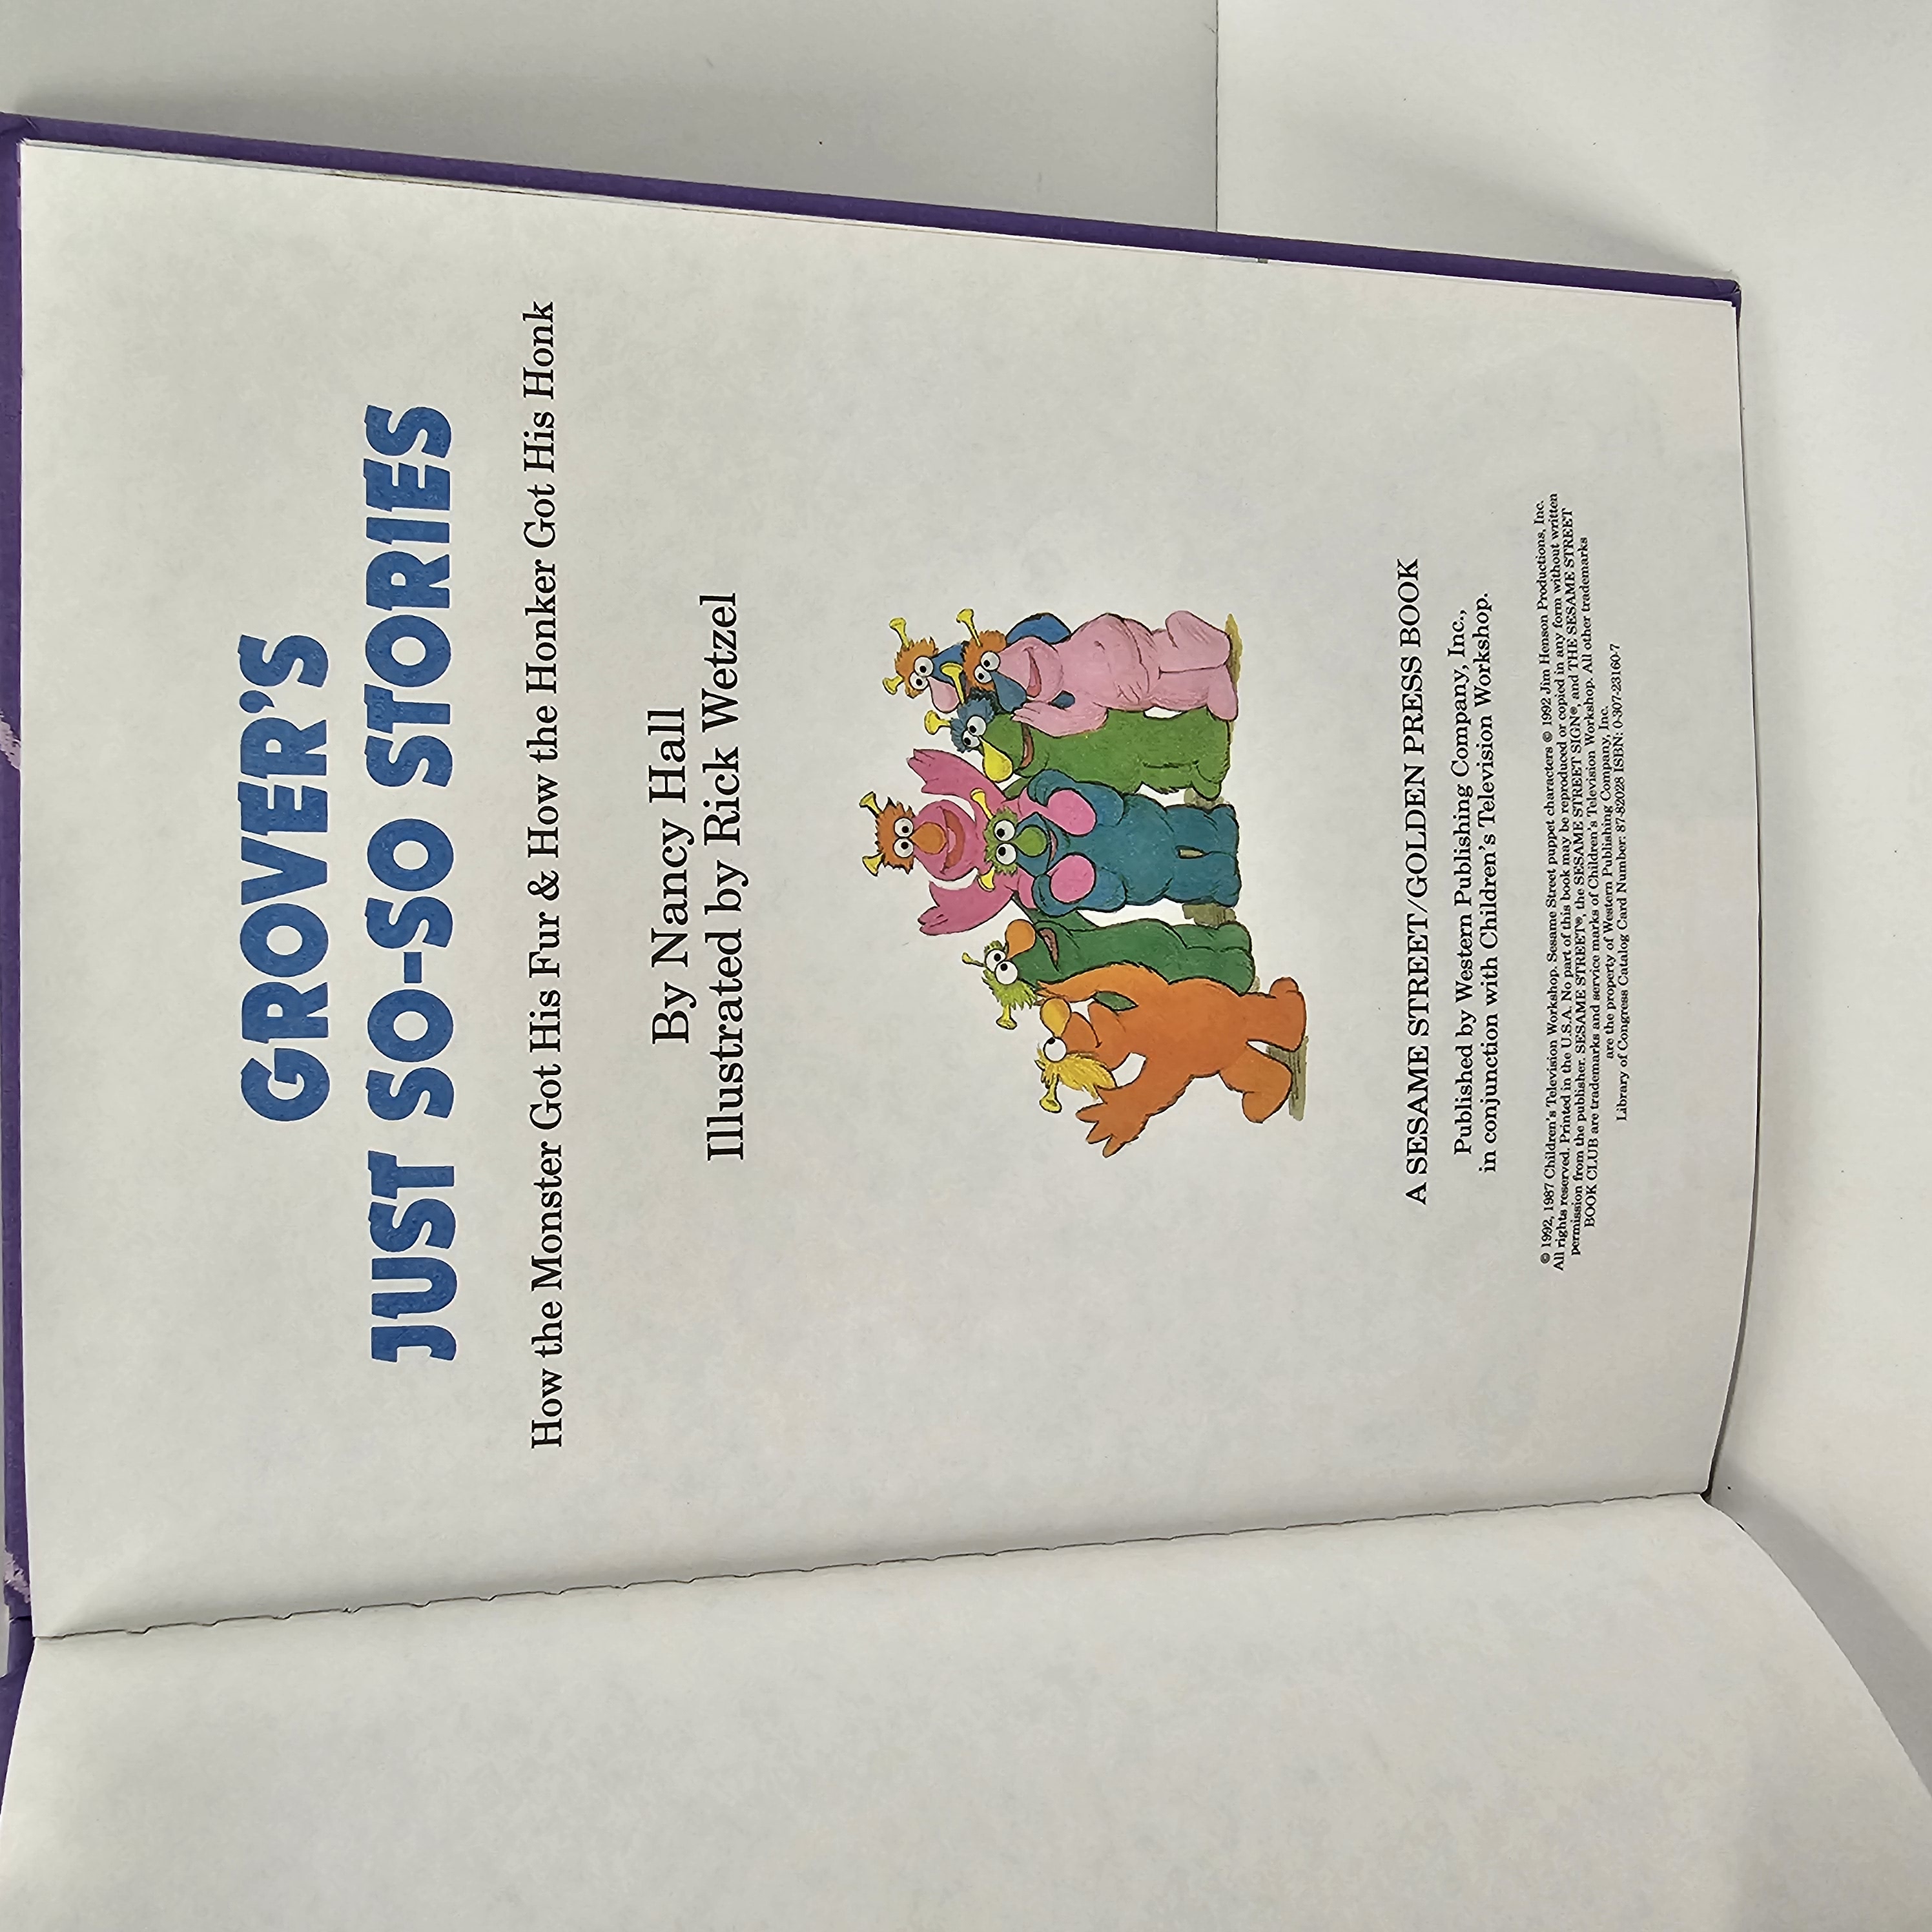 GROVER'S
JUST SO-SO STORIES
How the Monster Got His Fur & How the Honker Got His Honk
By Nancy Hall
Illustrated by Rick Wetzel
A SESAME STREET/GOLDEN PRESS BOOK
Published by Western Publishing Company, Inc.,
in conjunction with Children's Television Workshop.
© 1992, 1987 Children's Television Workshop. Sesame Street puppet characters © 1992 Jim Henson Productions, Inc.
All rights reserved. Printed in the U.S.A. No part of this book may be reproduced or copied in any form without written
permission from the publisher. SESAME STREET®, the SESAME STREET SIGN®, and THE SESAME STREET
BOOK CLUB are trademarks and service marks of Children's Television Workshop. All other trademarks
are the property of Western Publishing Company, Inc.
Library of Congress Catalog Card Number: 87-82028 ISBN: 0-307-23160-7